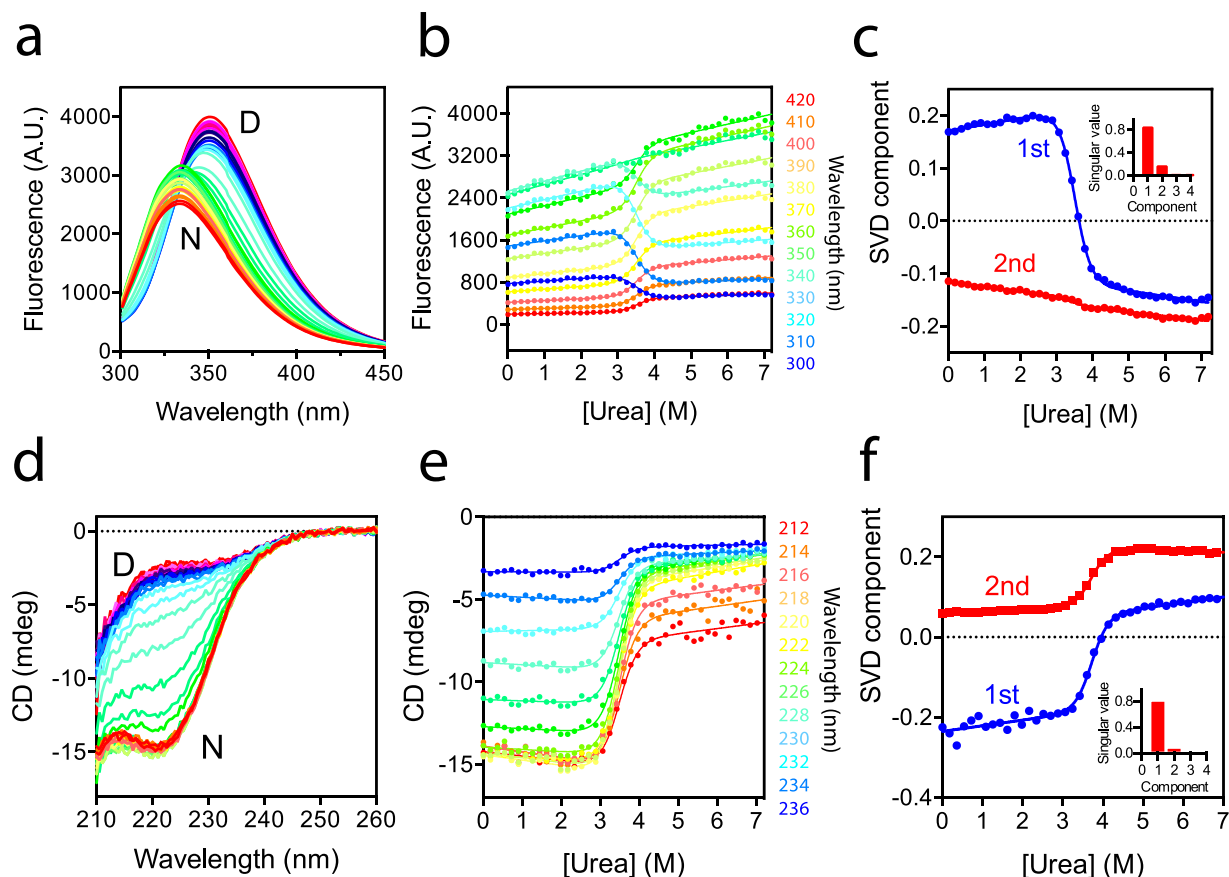 a
Fluorescence (A.U.)
4000
3000
2000
1000
0
D
N
300
350
400
450
Wavelength (nm)
b
Fluorescence (A.U.)
4000
3200
2400
1600
800
0
0 1 2 3 4 5 6 7
[Urea] (M)
420
410
400
390
380
370
360
350
340
330
320
310
300
Wavelength (nm)
c
SVD component
0.2
0.1
0.0
-0.1
-0.2
1st
2nd
Singular value
0.8
0.4
0.0
0 1 2 3 4
Component
0 1 2 3 4 5 6 7
[Urea] (M)
d
CD (mdeg)
0
-5
-10
-15
D
N
210 220 230 240 250 260
Wavelength (nm)
e
CD (mdeg)
0
-5
-10
-15
0 1 2 3 4 5 6 7
[Urea] (M)
212
214
216
218
220
222
224
226
228
230
232
234
236
Wavelength (nm)
f
SVD component
0.2
0.0
-0.2
-0.4
2nd
1st
Singular value
0.8
0.4
0.0
0 1 2 3 4
Component
0 1 2 3 4 5 6 7
[Urea] (M)